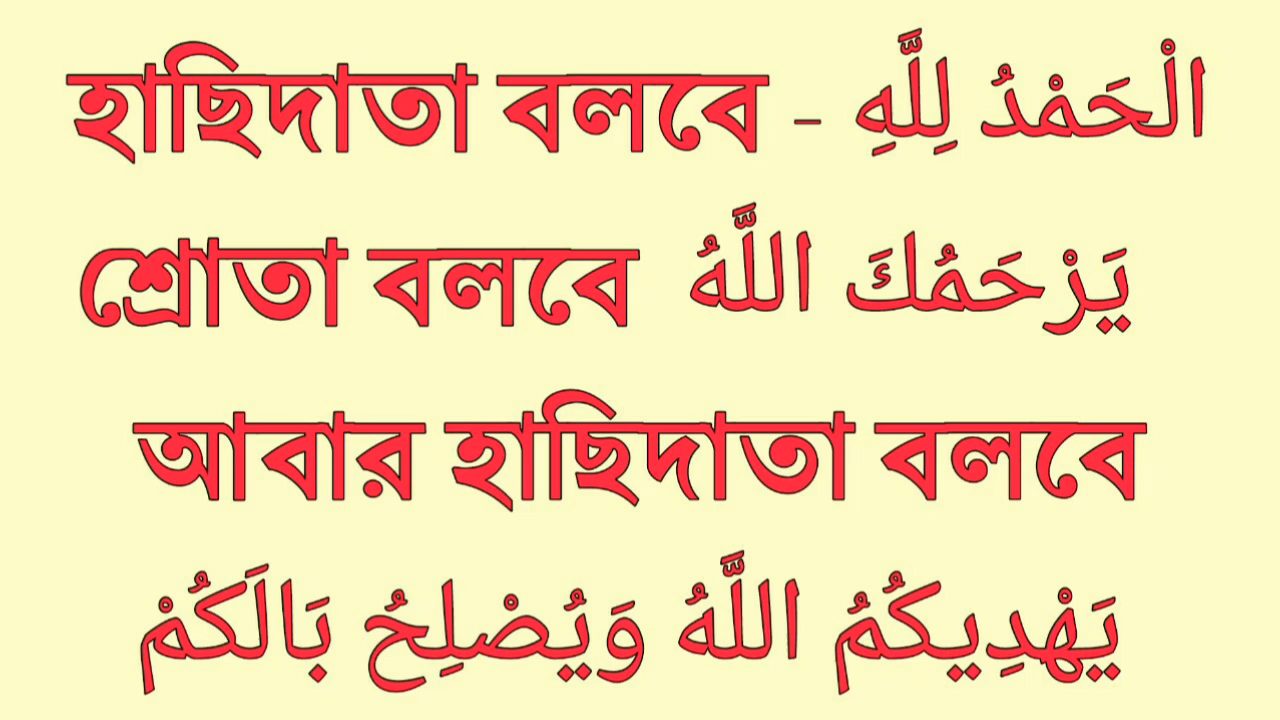 হাছিদাতা বলবে - الْحَمْدُ لِلَّهِ
শ্রোতা বলবে يَرْحَمُكَ اللَّهُ
আবার হাছিদাতা বলবে
يَهْدِيكُمُ اللَّهُ وَيُصْلِحُ بَالَكُمْ